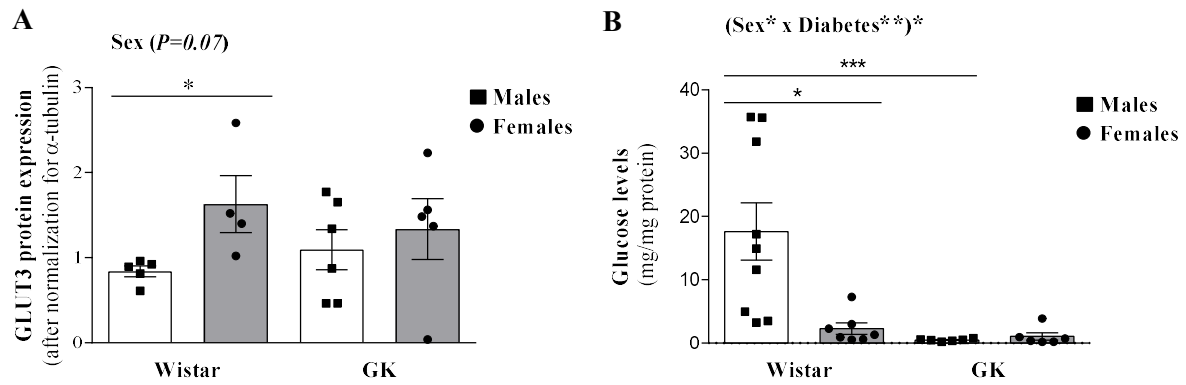 A
Sex (P=0.07)
GLUT3 protein expression
(after normalization for α-tubulin)
3
2
1
0
*
Males
Females
Wistar
GK
B
(Sex* x Diabetes**)*
Glucose levels
(mg/mg protein)
40
30
20
10
0
***
*
Males
Females
Wistar
GK